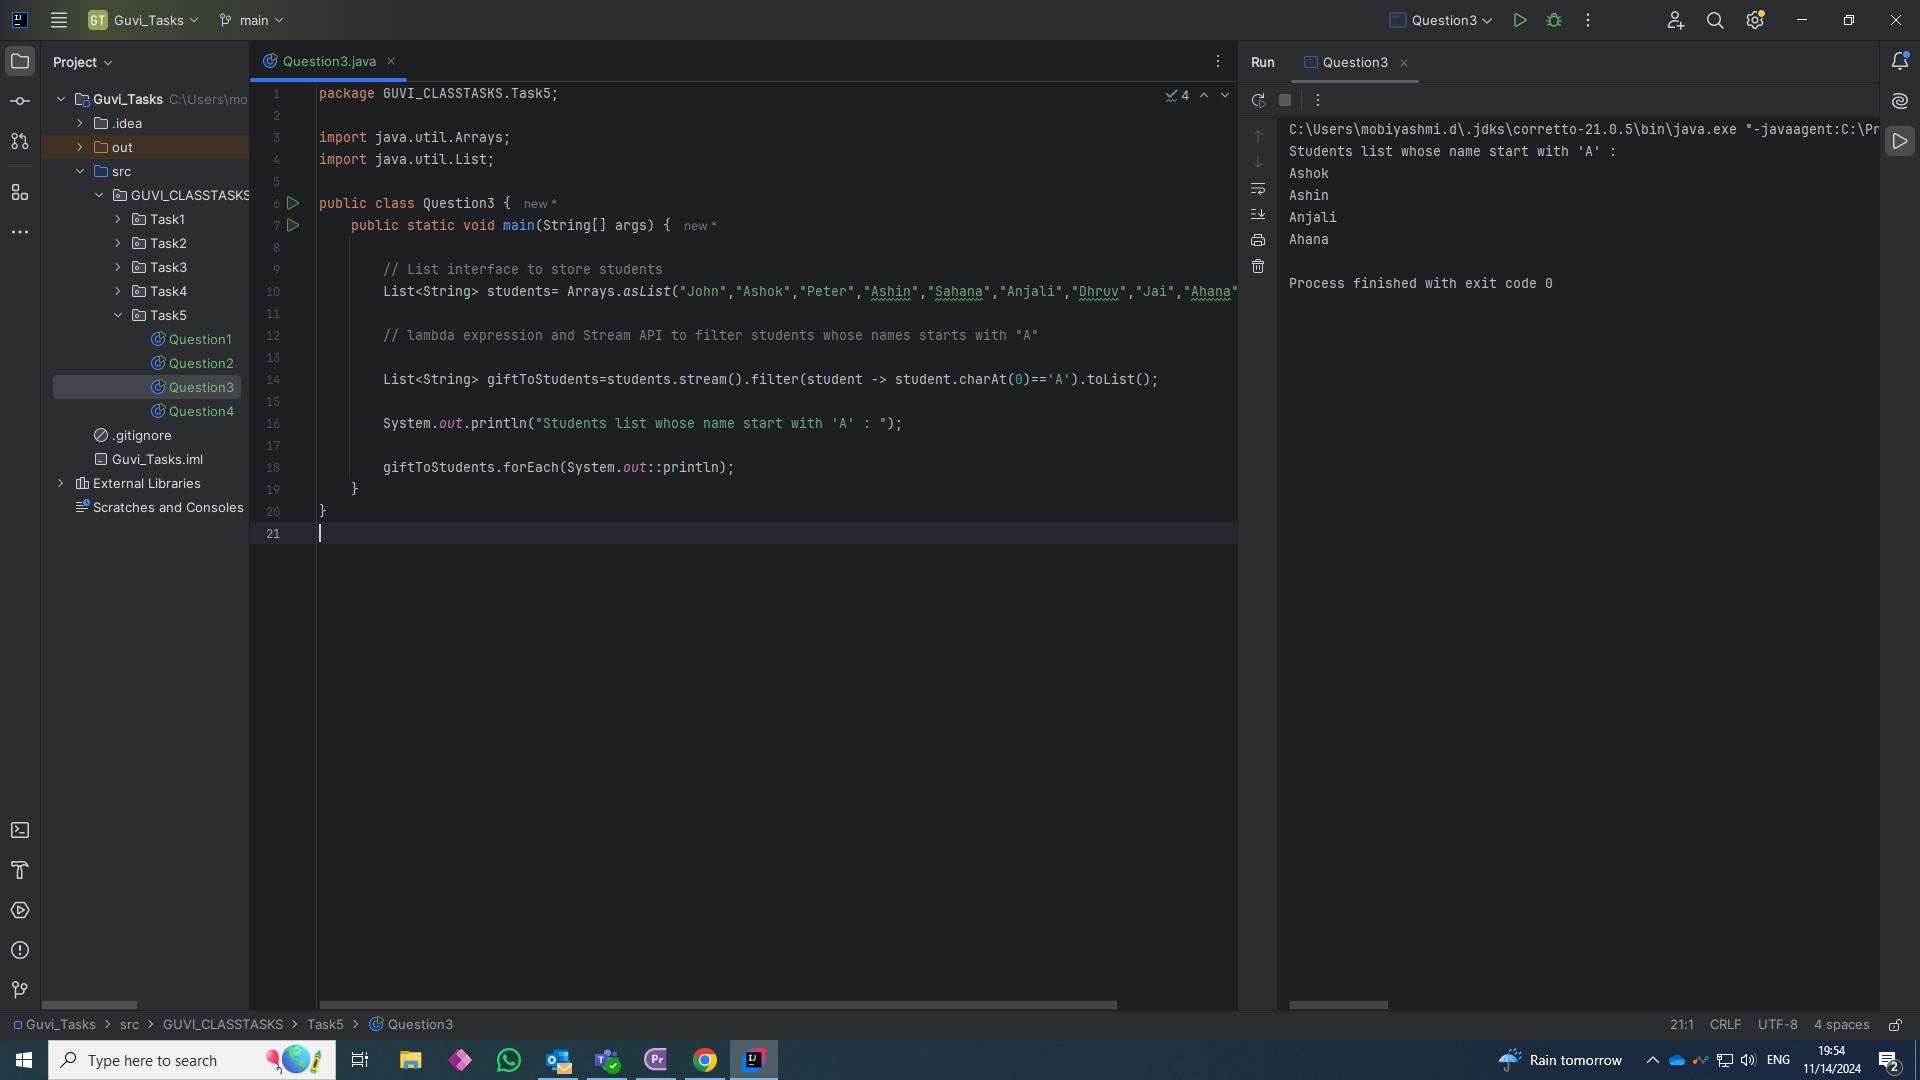 GT Guvi_Tasks main Question3
Project
Question3.java
Run Question3
Guvi_Tasks C:\Users\mo
.idea
out
src
GUVI_CLASSTASKS
Task1
Task2
Task3
Task4
Task5
Question1
Question2
Question3
Question4
.gitignore
Guvi_Tasks.iml
External Libraries
Scratches and Consoles
4
1 package GUVI_CLASSTASKS.Task5;
2
3 import java.util.Arrays;
4 import java.util.List;
5
6 public class Question3 { new *
7 public static void main(String[] args) { new *
8
9 // List interface to store students
10 List<String> students= Arrays.asList("John","Ashok","Peter","Ashin","Sahana","Anjali","Dhruv","Jai","Ahana"
11
12 // lambda expression and Stream API to filter students whose names starts with "A"
13
14 List<String> giftToStudents=students.stream().filter(student -> student.charAt(0)=='A').toList();
15
16 System.out.println("Students list whose name start with 'A' : ");
17
18 giftToStudents.forEach(System.out::println);
19 }
20 }
21
C:\Users\mobiyashmi.d\.jdks\corretto-21.0.5\bin\java.exe "-javaagent:C:\Pr
Students list whose name start with 'A' :
Ashok
Ashin
Anjali
Ahana
Process finished with exit code 0
Guvi_Tasks > src > GUVI_CLASSTASKS > Task5 > Question3
21:1 CRLF UTF-8 4 spaces
Type here to search
Rain tomorrow
ENG
19:54
11/14/2024
2